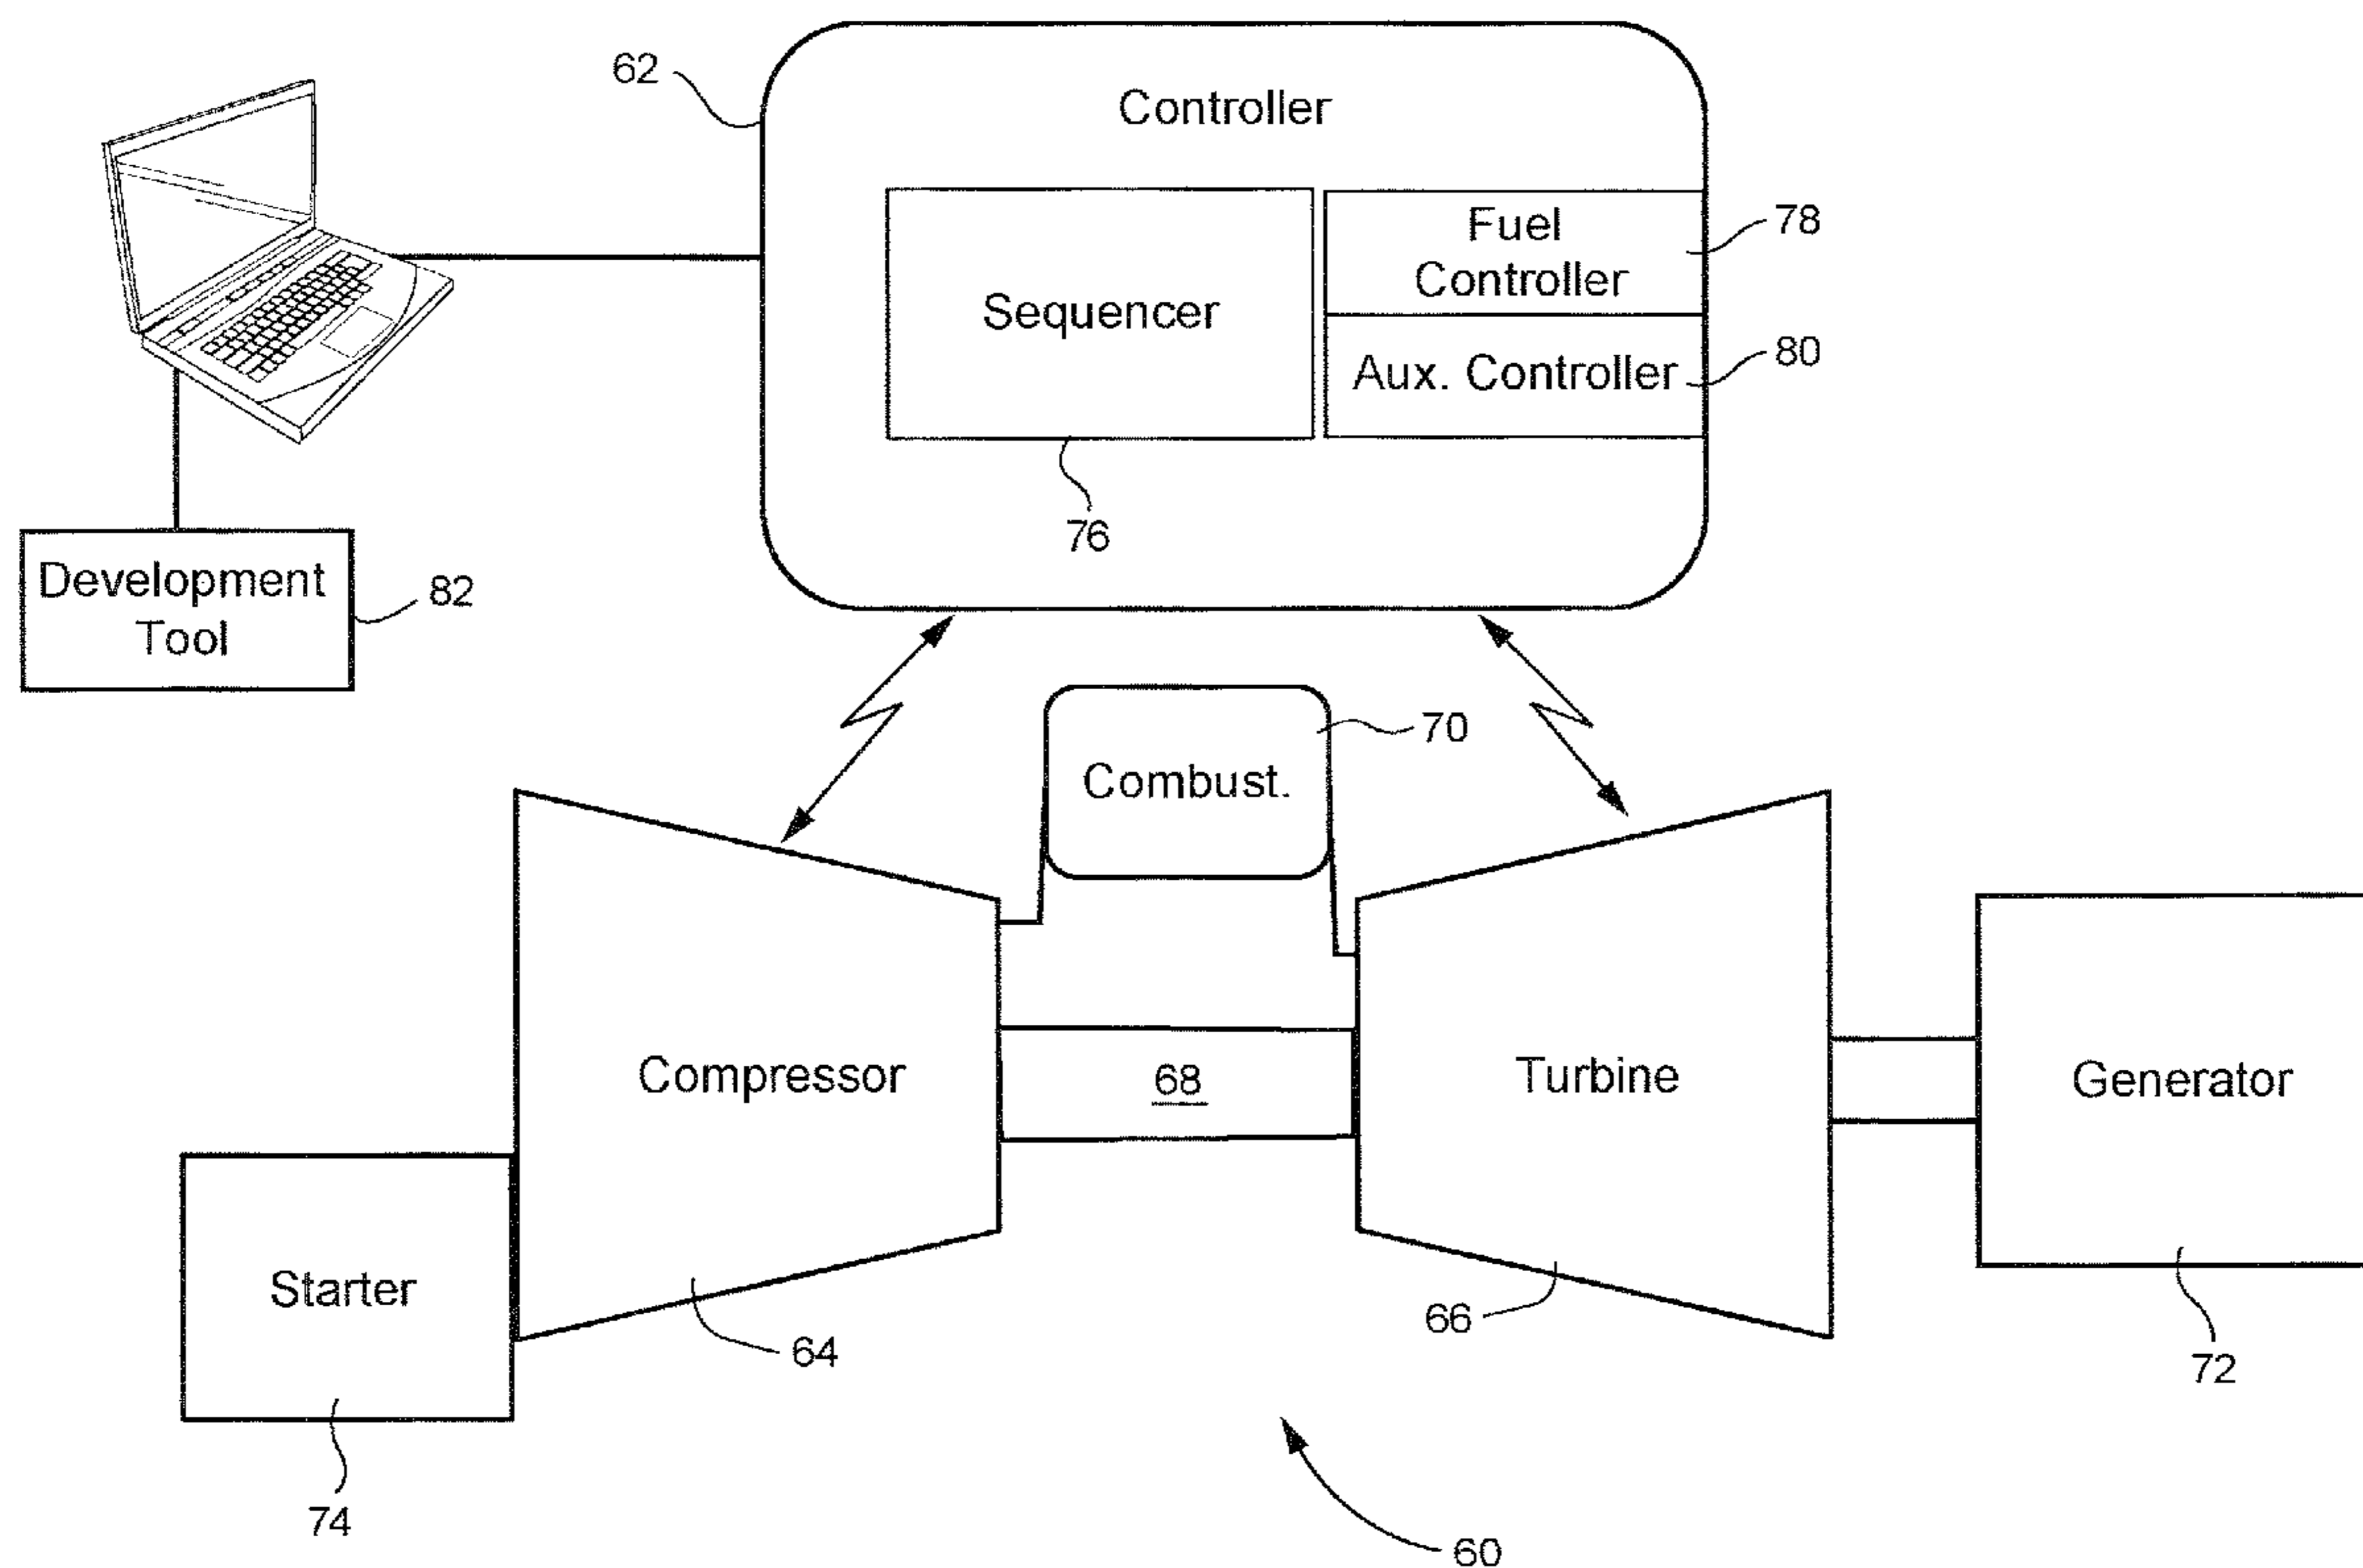 62
Controller
Sequencer
Fuel
Controller
78
Aux. Controller
80
76
Development
Tool
82
70
Combust.
Compressor
68
Turbine
Generator
Starter
64
66
72
74
60